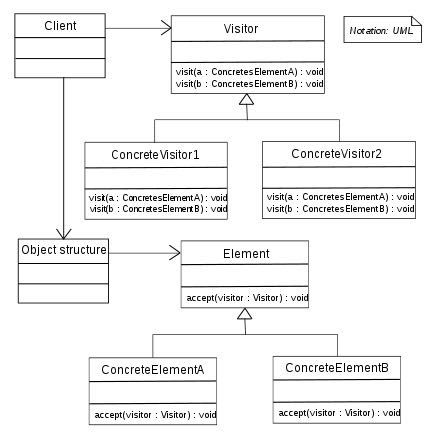 Client
Visitor
Notation: UML
visit(a : ConcretesElementA) : void
visit(b : ConcretesElementB) : void
ConcreteVisitor1
ConcreteVisitor2
visit(a : ConcretesElementA) : void
visit(b : ConcretesElementB) : void
visit(a : ConcretesElementA) : void
visit(b : ConcretesElementB) : void
Object structure
Element
accept(visitor : Visitor) : void
ConcreteElementA
ConcreteElementB
accept(visitor : Visitor) : void
accept(visitor : Visitor) : void